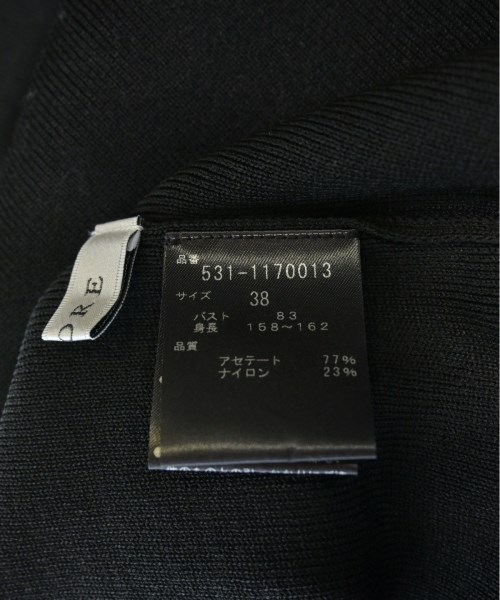 ORE
品番
531-1170013
サイズ 38
バスト 83
身長 158～162
品質
アセテート 77%
ナイロン 23%